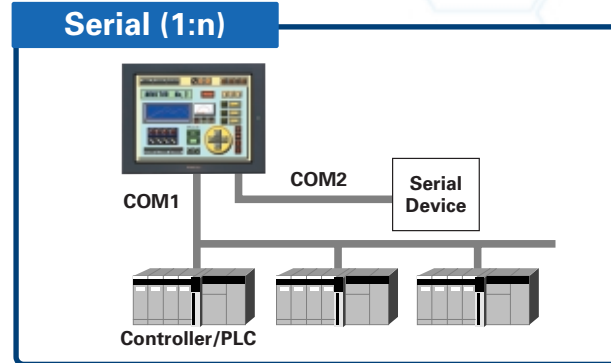 Serial (1:n)
COM1
COM2
Serial
Device
Controller/PLC